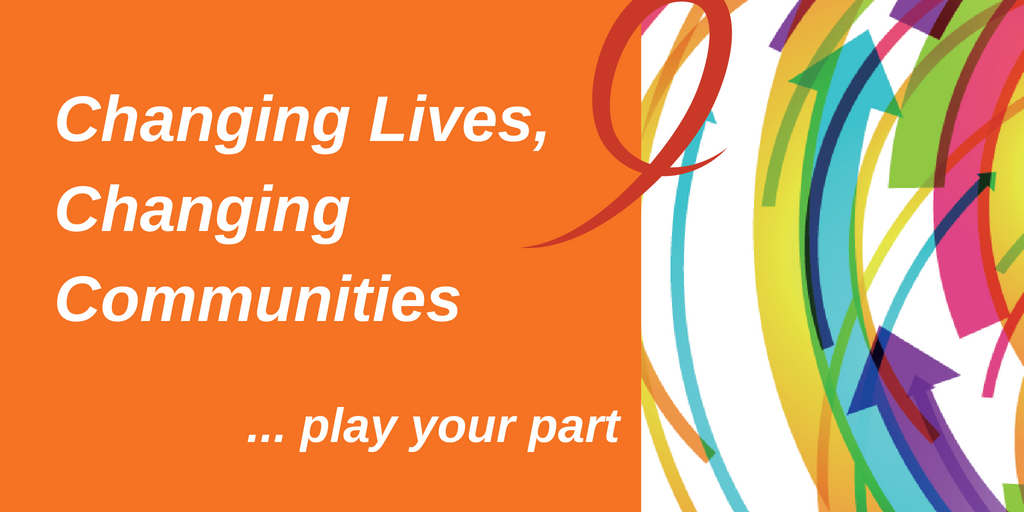 Changing Lives,
Changing
Communities
... play your part